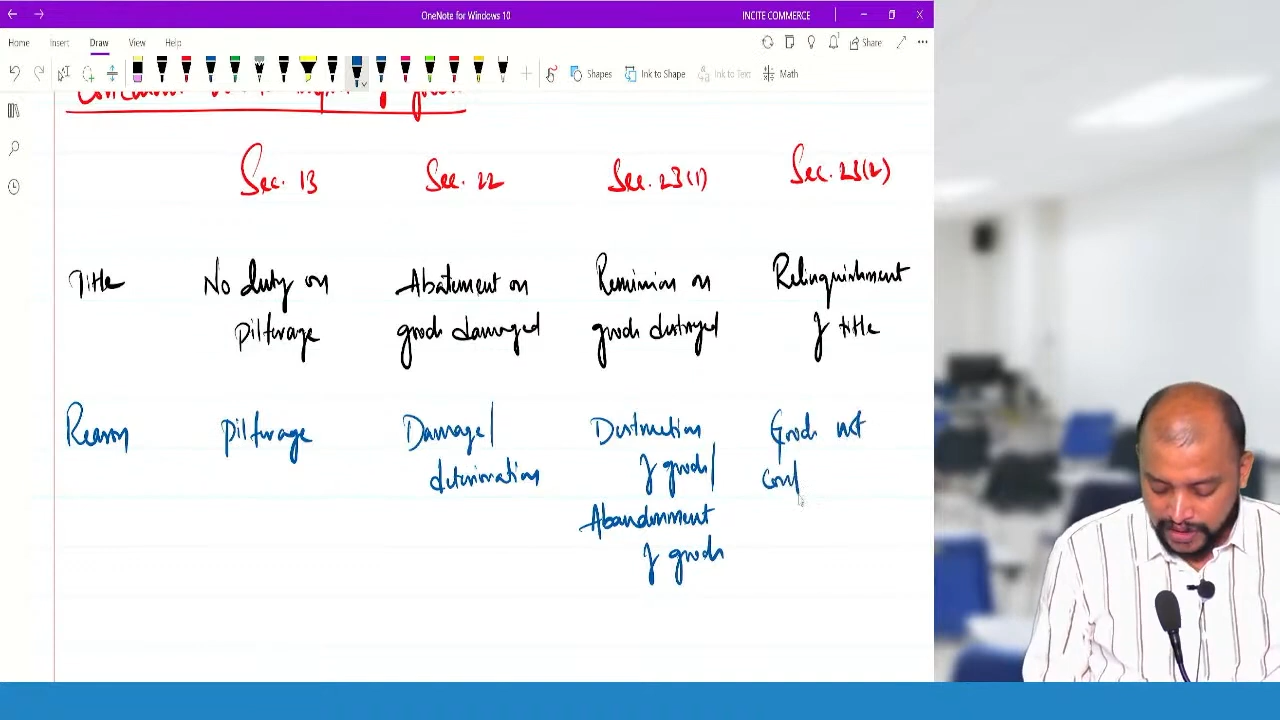 OneNote for Windows 10
INCITE COMMERCE
Home Insert Draw View Help
Share
Shapes Ink to Shape Ink to Text Math
Sec. 13 Sec. 22 Sec. 23(1) Sec. 23(2)
Title No duty on Abatement on Remission on Relinquishment
pilferage goods damaged goods destroyed of title
Reason pilferage Damage/ Destruction Goods not
deterioration of goods/ conf
Abandonment
of goods